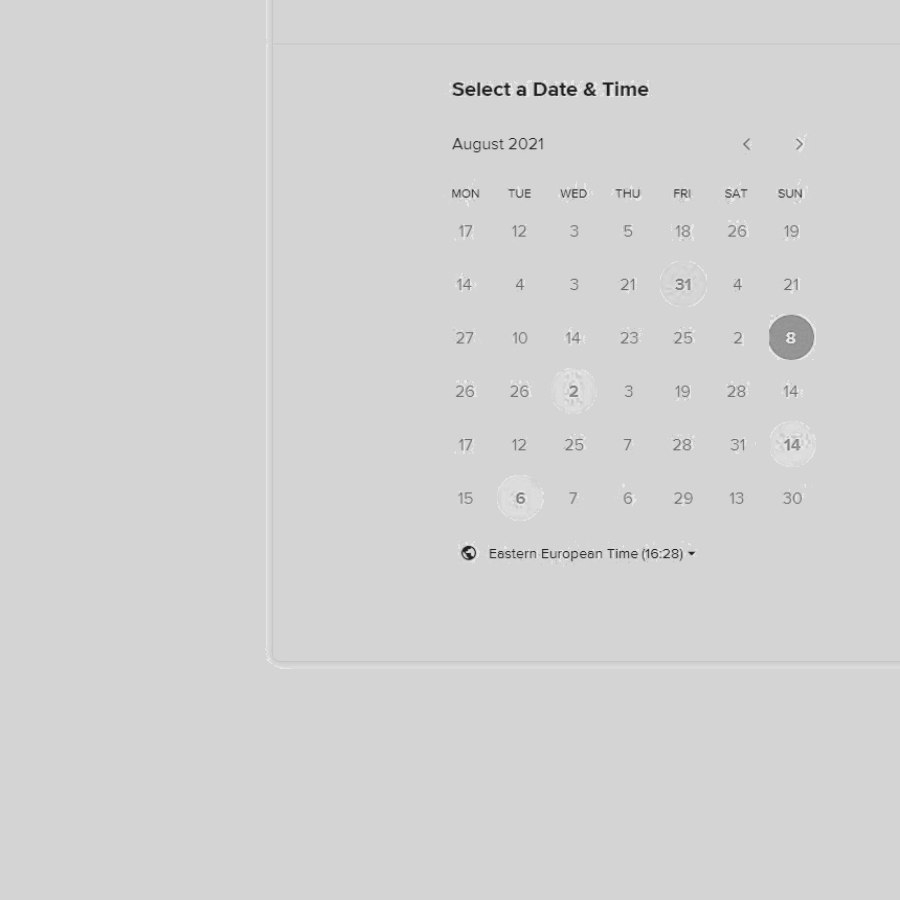 Select a Date & Time
August 2021
MON TUE WED THU FRI SAT SUN
17 12 3 5 18 26 19
14 4 3 21 31 4 21
27 10 14 23 25 2 8
26 26 2 3 19 28 14
17 12 25 7 28 31 14
15 6 7 6 29 13 30
Eastern European Time (16:28)